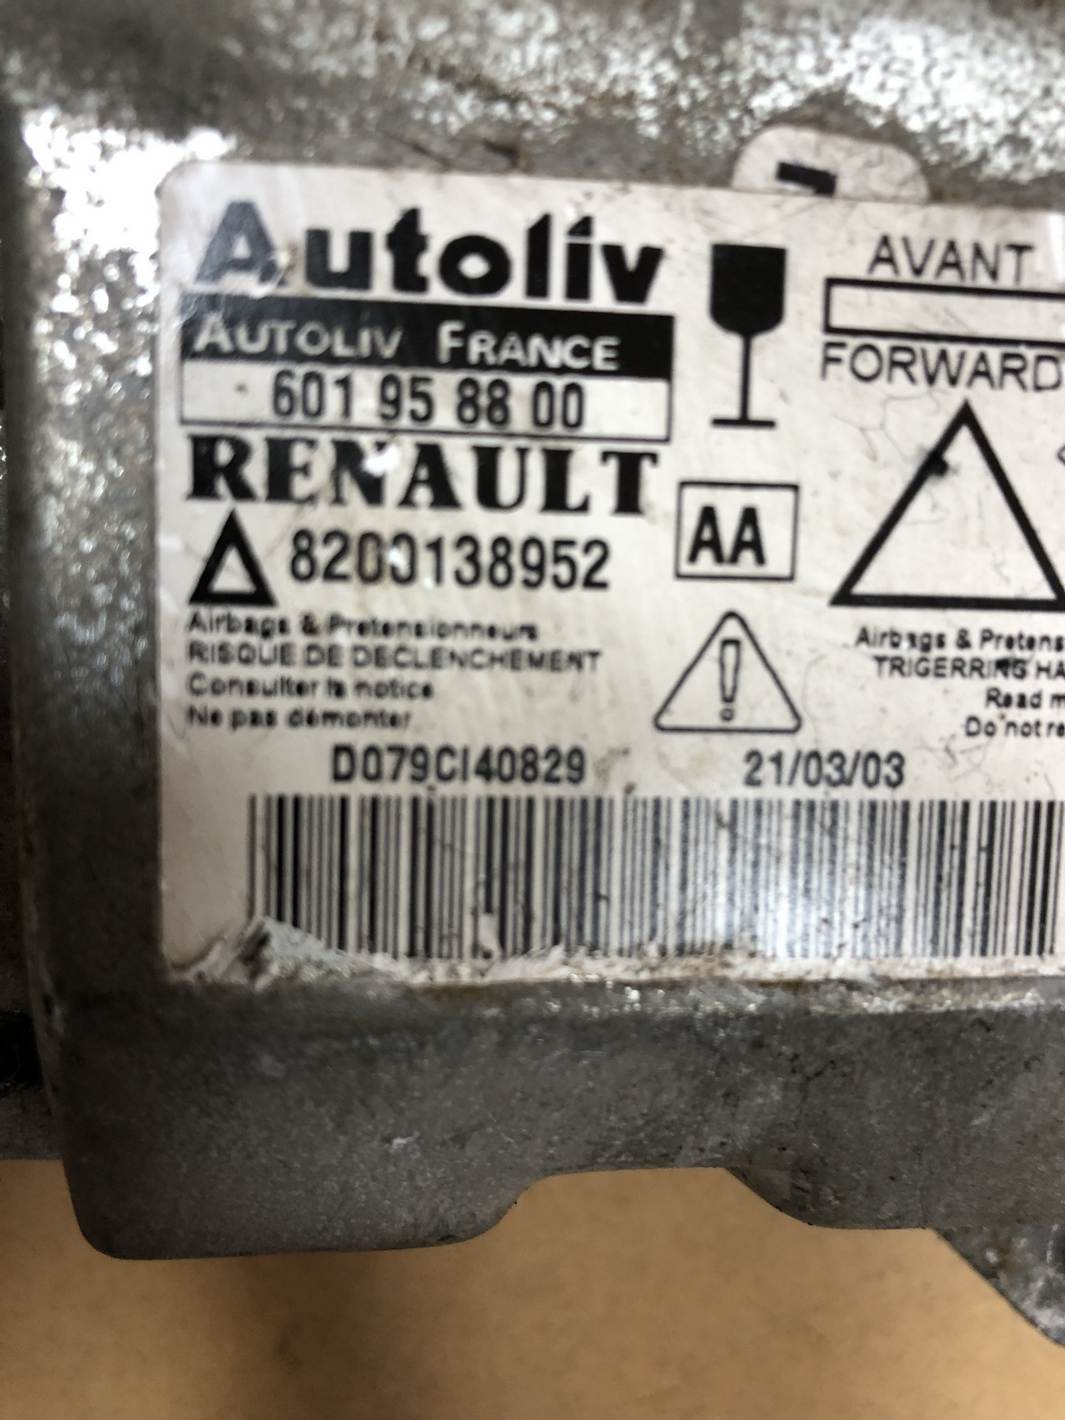 Autoliv
AUTOLIV FRANCE
601 95 88 00
RENAULT
8200138952
AA
Airbags & Pretensionneurs
RISQUE DE DECLENCHEMENT
Consulter la notice
Ne pas démonter
AVANT
FORWARD
Airbags & Pretens
TRIGERRING HA
Read m
Do not re
D079CI40829
21/03/03